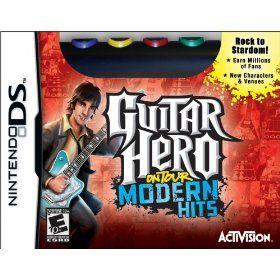 NINTENDO DS
Rock to
Stardom!
★ Earn Millions
of Fans
★ New Characters
& Venues
GUITAR
HERO
ON TOUR
MODERN
HITS
E
ESRB
ACTIVISION